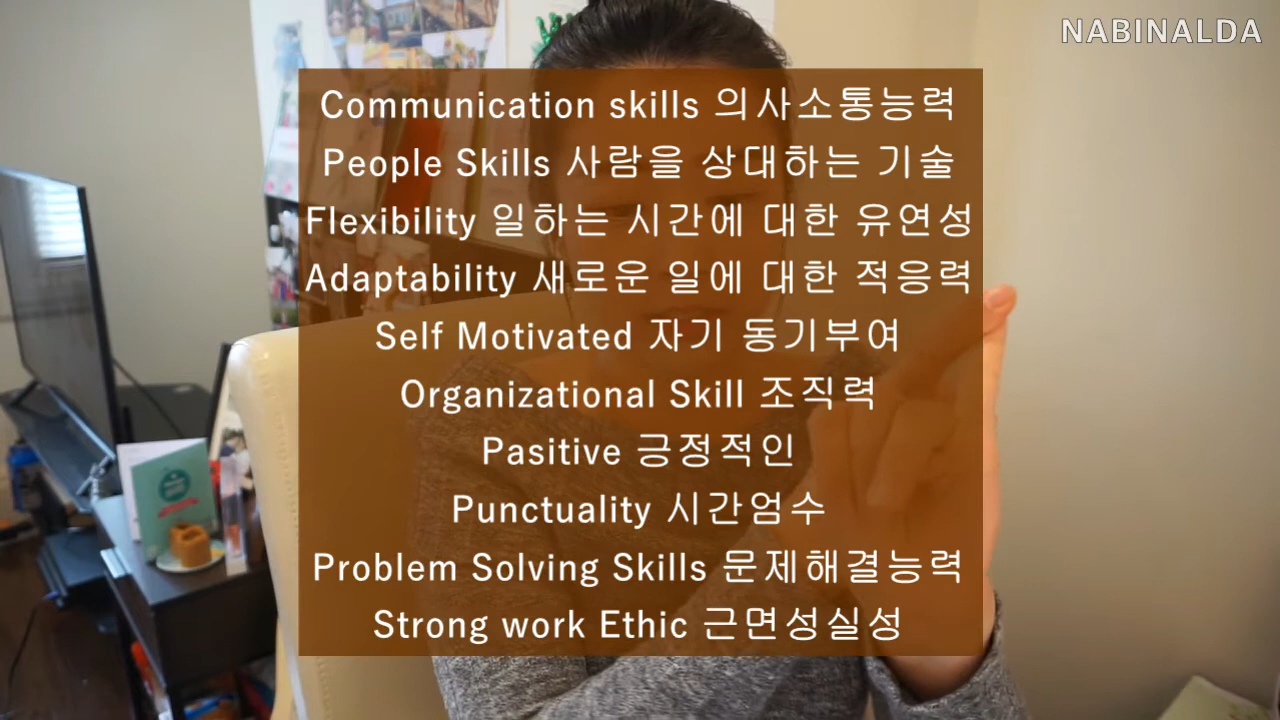 NABINALDA
Communication skills 의사소통능력
People Skills 사람을 상대하는 기술
Flexibility 일하는 시간에 대한 유연성
Adaptability 새로운 일에 대한 적응력
Self Motivated 자기 동기부여
Organizational Skill 조직력
Pasitive 긍정적인
Punctuality 시간엄수
Problem Solving Skills 문제해결능력
Strong work Ethic 근면성실성